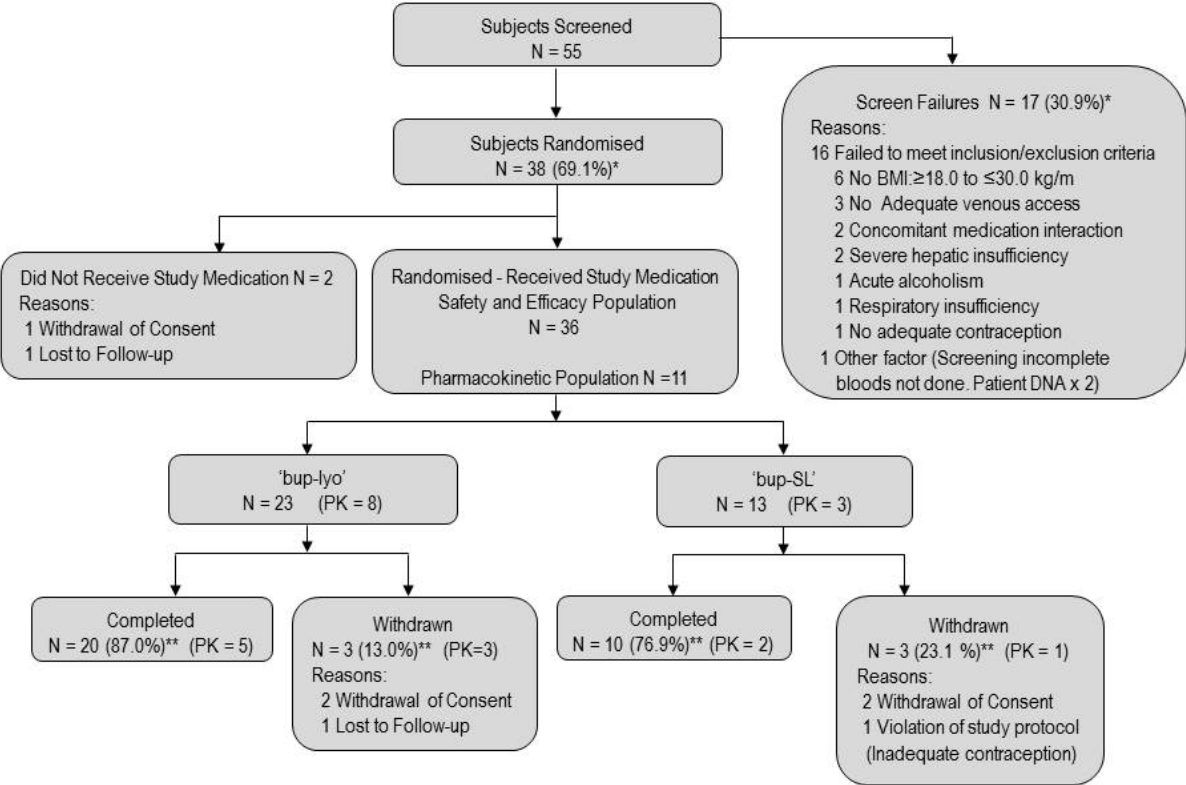 Subjects Screened
N = 55
Screen Failures N = 17 (30.9%)*
Reasons:
16 Failed to meet inclusion/exclusion criteria
6 No BMI:≥18.0 to ≤30.0 kg/m
3 No Adequate venous access
2 Concomitant medication interaction
2 Severe hepatic insufficiency
1 Acute alcoholism
1 Respiratory insufficiency
1 No adequate contraception
1 Other factor (Screening incomplete
bloods not done. Patient DNA x 2)
Subjects Randomised
N = 38 (69.1%)*
Did Not Receive Study Medication N = 2
Reasons:
1 Withdrawal of Consent
1 Lost to Follow-up
Randomised - Received Study Medication
Safety and Efficacy Population
N = 36
Pharmacokinetic Population N =11
‘bup-lyo’
N = 23 (PK = 8)
‘bup-SL’
N = 13 (PK = 3)
Completed
N = 20 (87.0%)** (PK = 5)
Withdrawn
N = 3 (13.0%)** (PK=3)
Reasons:
2 Withdrawal of Consent
1 Lost to Follow-up
Completed
N = 10 (76.9%)** (PK = 2)
Withdrawn
N = 3 (23.1 %)** (PK = 1)
Reasons:
2 Withdrawal of Consent
1 Violation of study protocol
(Inadequate contraception)